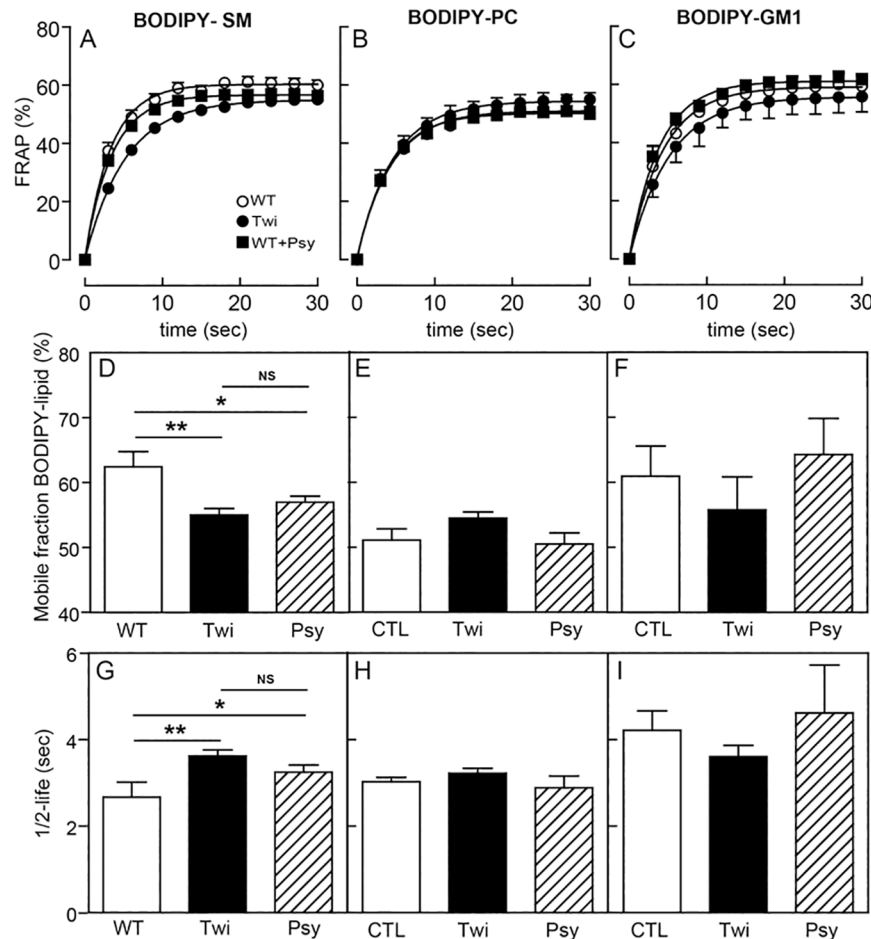 BODIPY- SM
BODIPY-PC
BODIPY-GM1
A
B
C
80
60
40
20
0
FRAP (%)
WT
Twi
WT+Psy
0 10 20 30
0 10 20 30
0 10 20 30
time (sec)
time (sec)
time (sec)
D
E
F
80
70
60
50
40
Mobile fraction BODIPY-lipid (%)
NS
*
**
WT Twi Psy
CTL Twi Psy
CTL Twi Psy
G
H
I
6
4
2
0
1/2-life (sec)
NS
*
**
WT Twi Psy
CTL Twi Psy
CTL Twi Psy